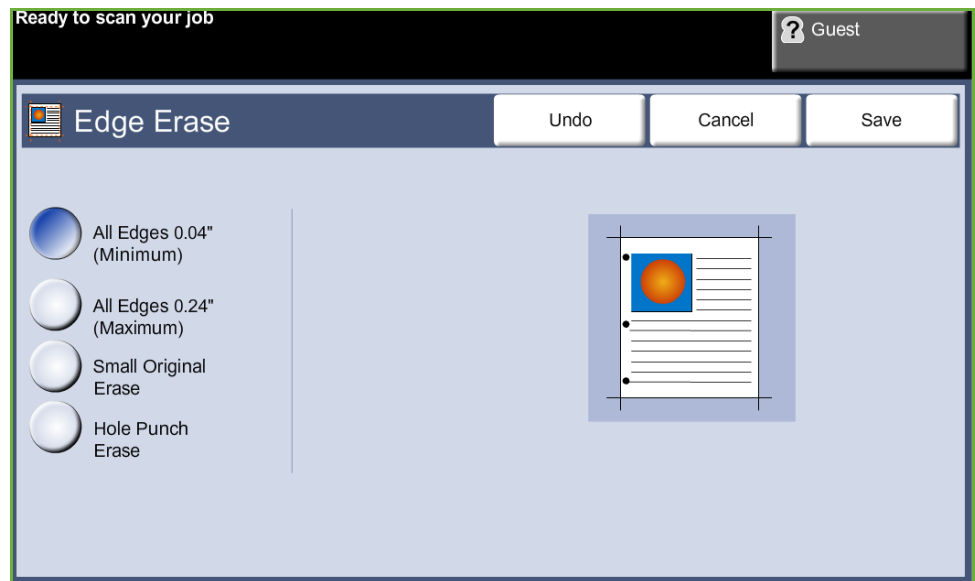 Ready to scan your job
Guest
Edge Erase
Undo
Cancel
Save
All Edges 0.04"
(Minimum)
All Edges 0.24"
(Maximum)
Small Original
Erase
Hole Punch
Erase